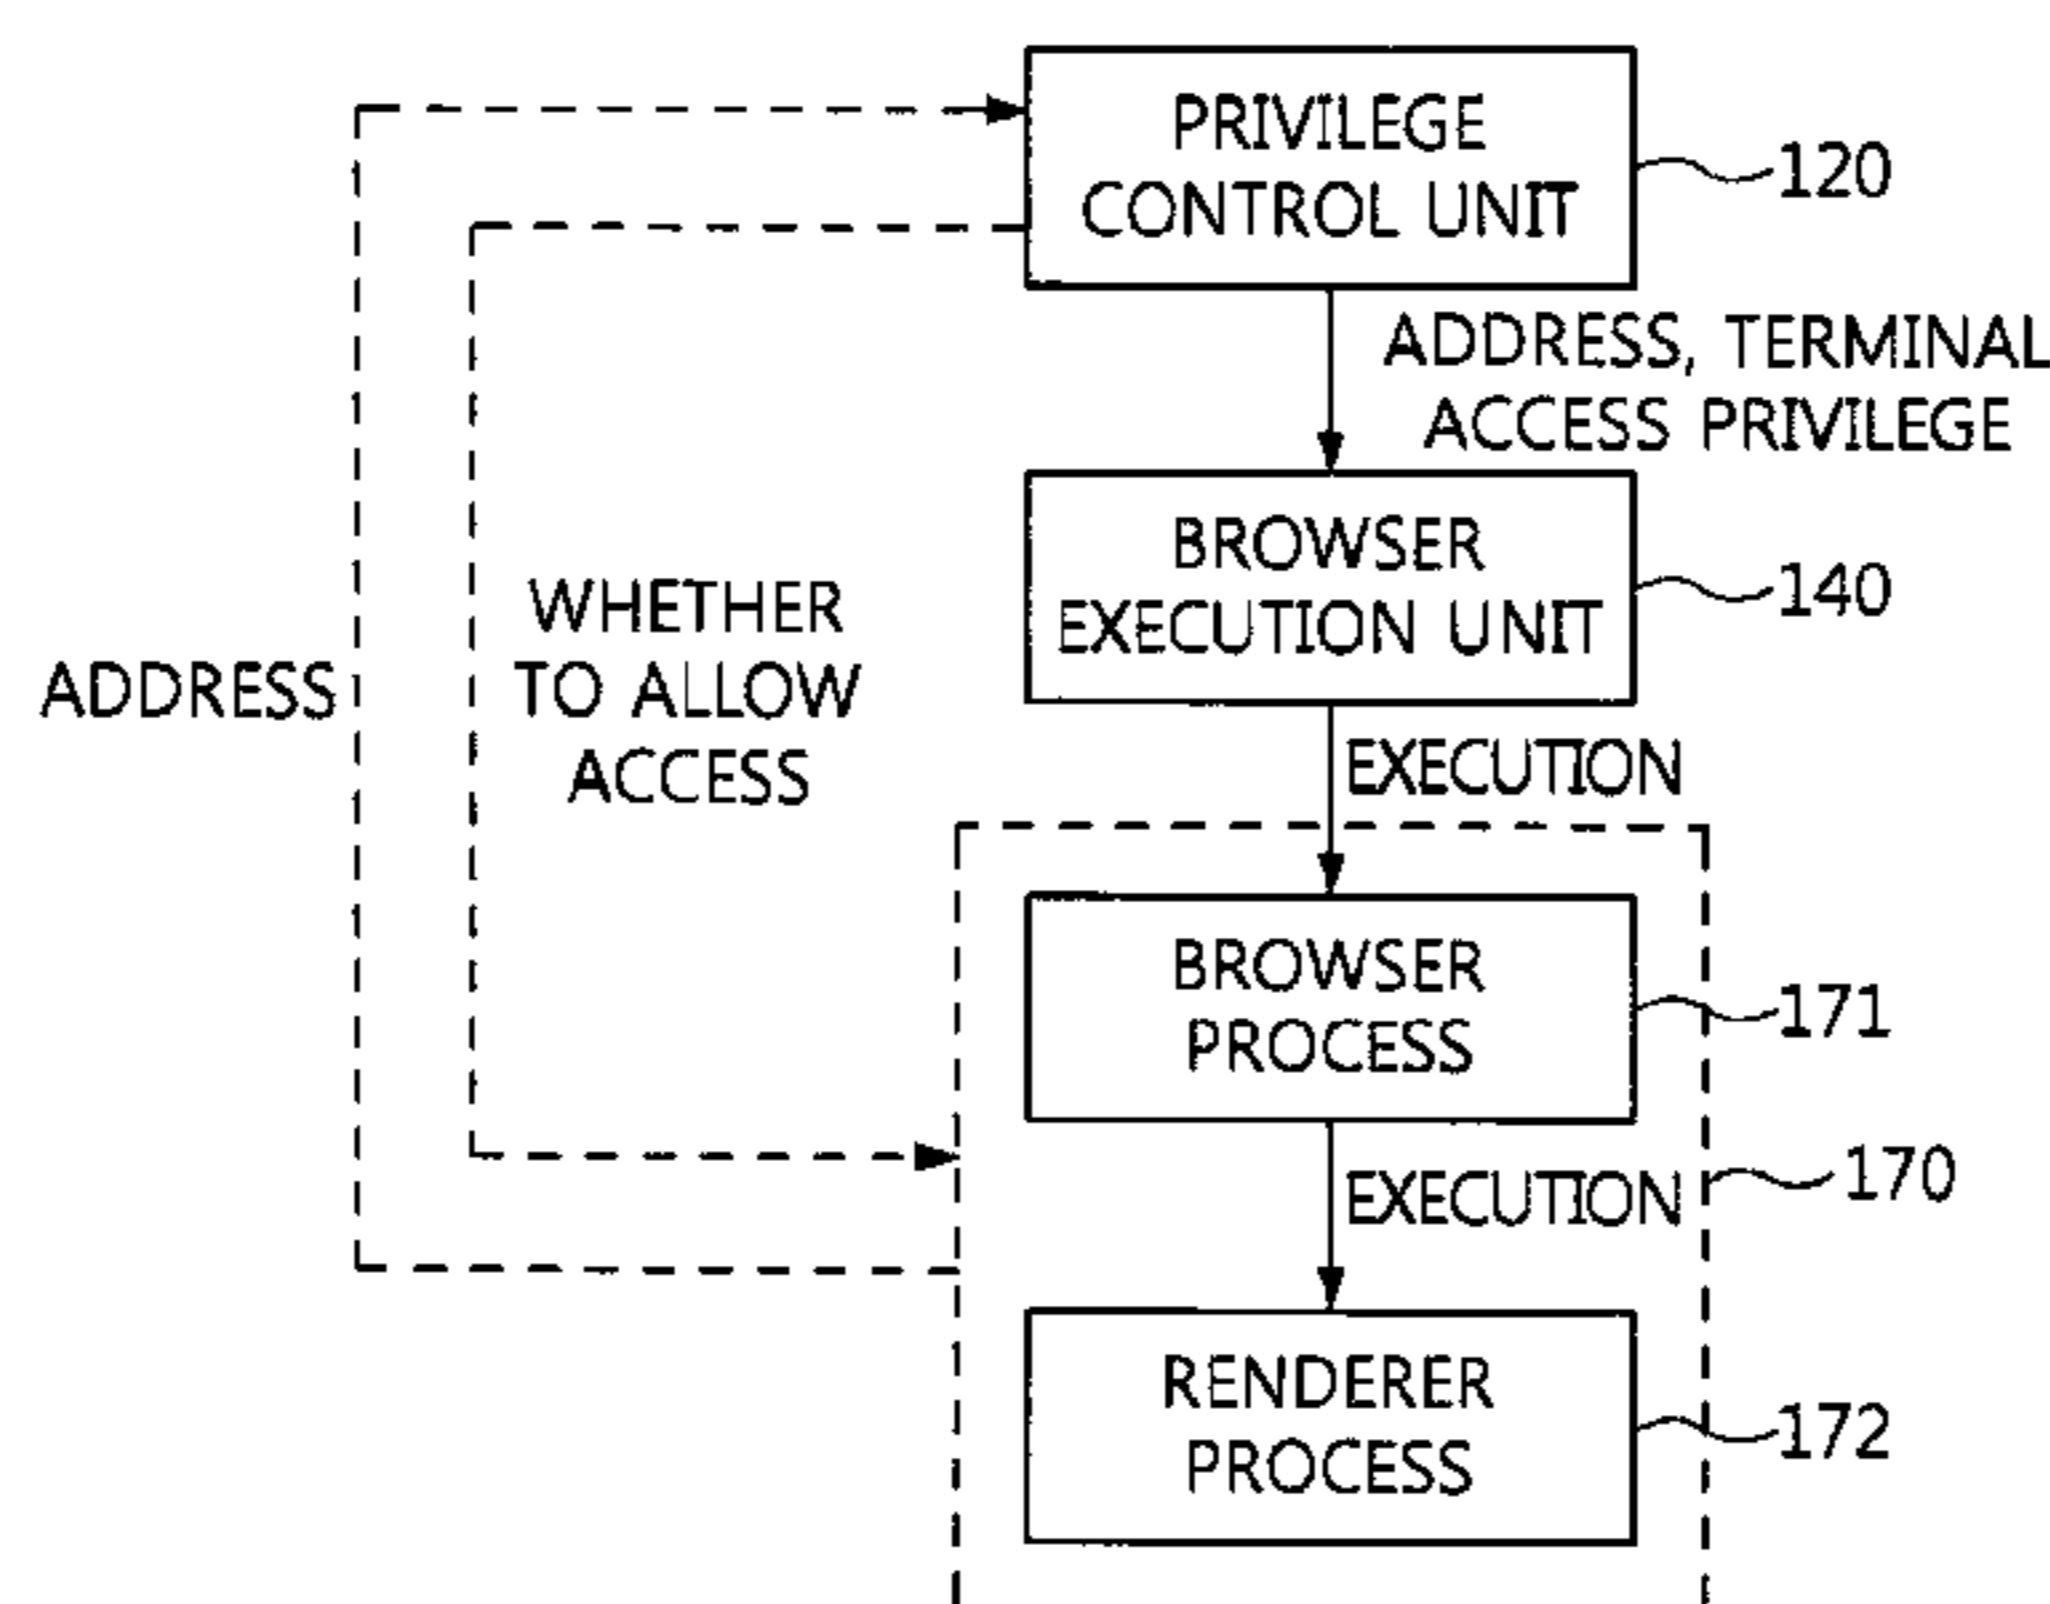 PRIVILEGE
CONTROL UNIT
120
ADDRESS, TERMINAL
ACCESS PRIVILEGE
BROWSER
EXECUTION UNIT
140
WHETHER
TO ALLOW
ACCESS
ADDRESS
EXECUTION
BROWSER
PROCESS
171
EXECUTION
170
RENDERER
PROCESS
172